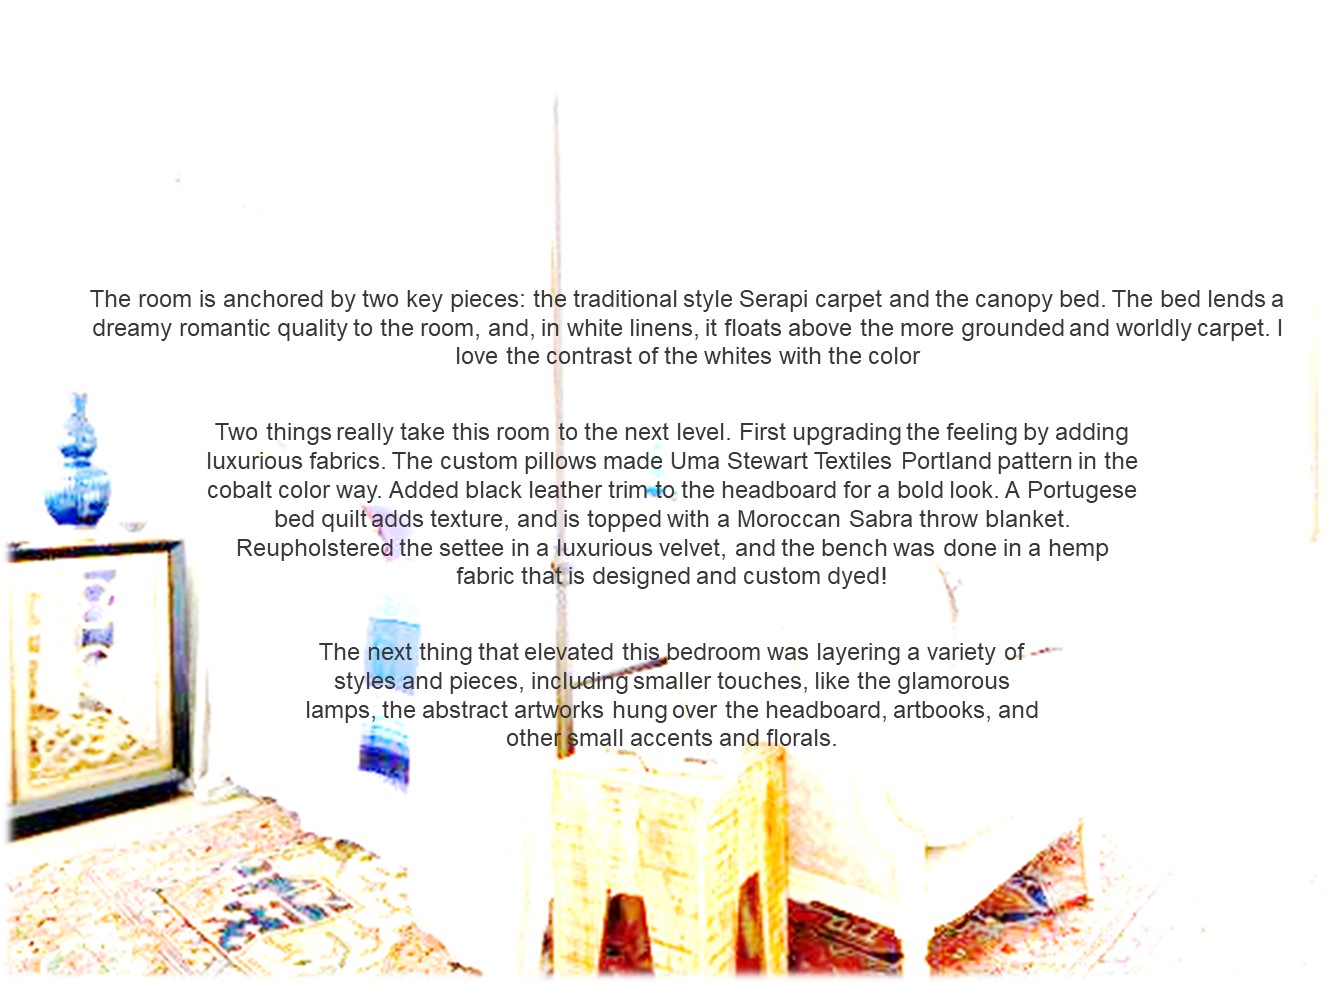 The room is anchored by two key pieces: the traditional style Serapi carpet and the canopy bed. The bed lends a
dreamy romantic quality to the room, and, in white linens, it floats above the more grounded and worldly carpet. I
love the contrast of the whites with the color
Two things really take this room to the next level. First upgrading the feeling by adding
luxurious fabrics. The custom pillows made Uma Stewart Textiles Portland pattern in the
cobalt color way. Added black leather trim to the headboard for a bold look. A Portugese
bed quilt adds texture, and is topped with a Moroccan Sabra throw blanket.
Reupholstered the settee in a luxurious velvet, and the bench was done in a hemp
fabric that is designed and custom dyed!
The next thing that elevated this bedroom was layering a variety of
styles and pieces, including smaller touches, like the glamorous
lamps, the abstract artworks hung over the headboard, artbooks, and
other small accents and florals.